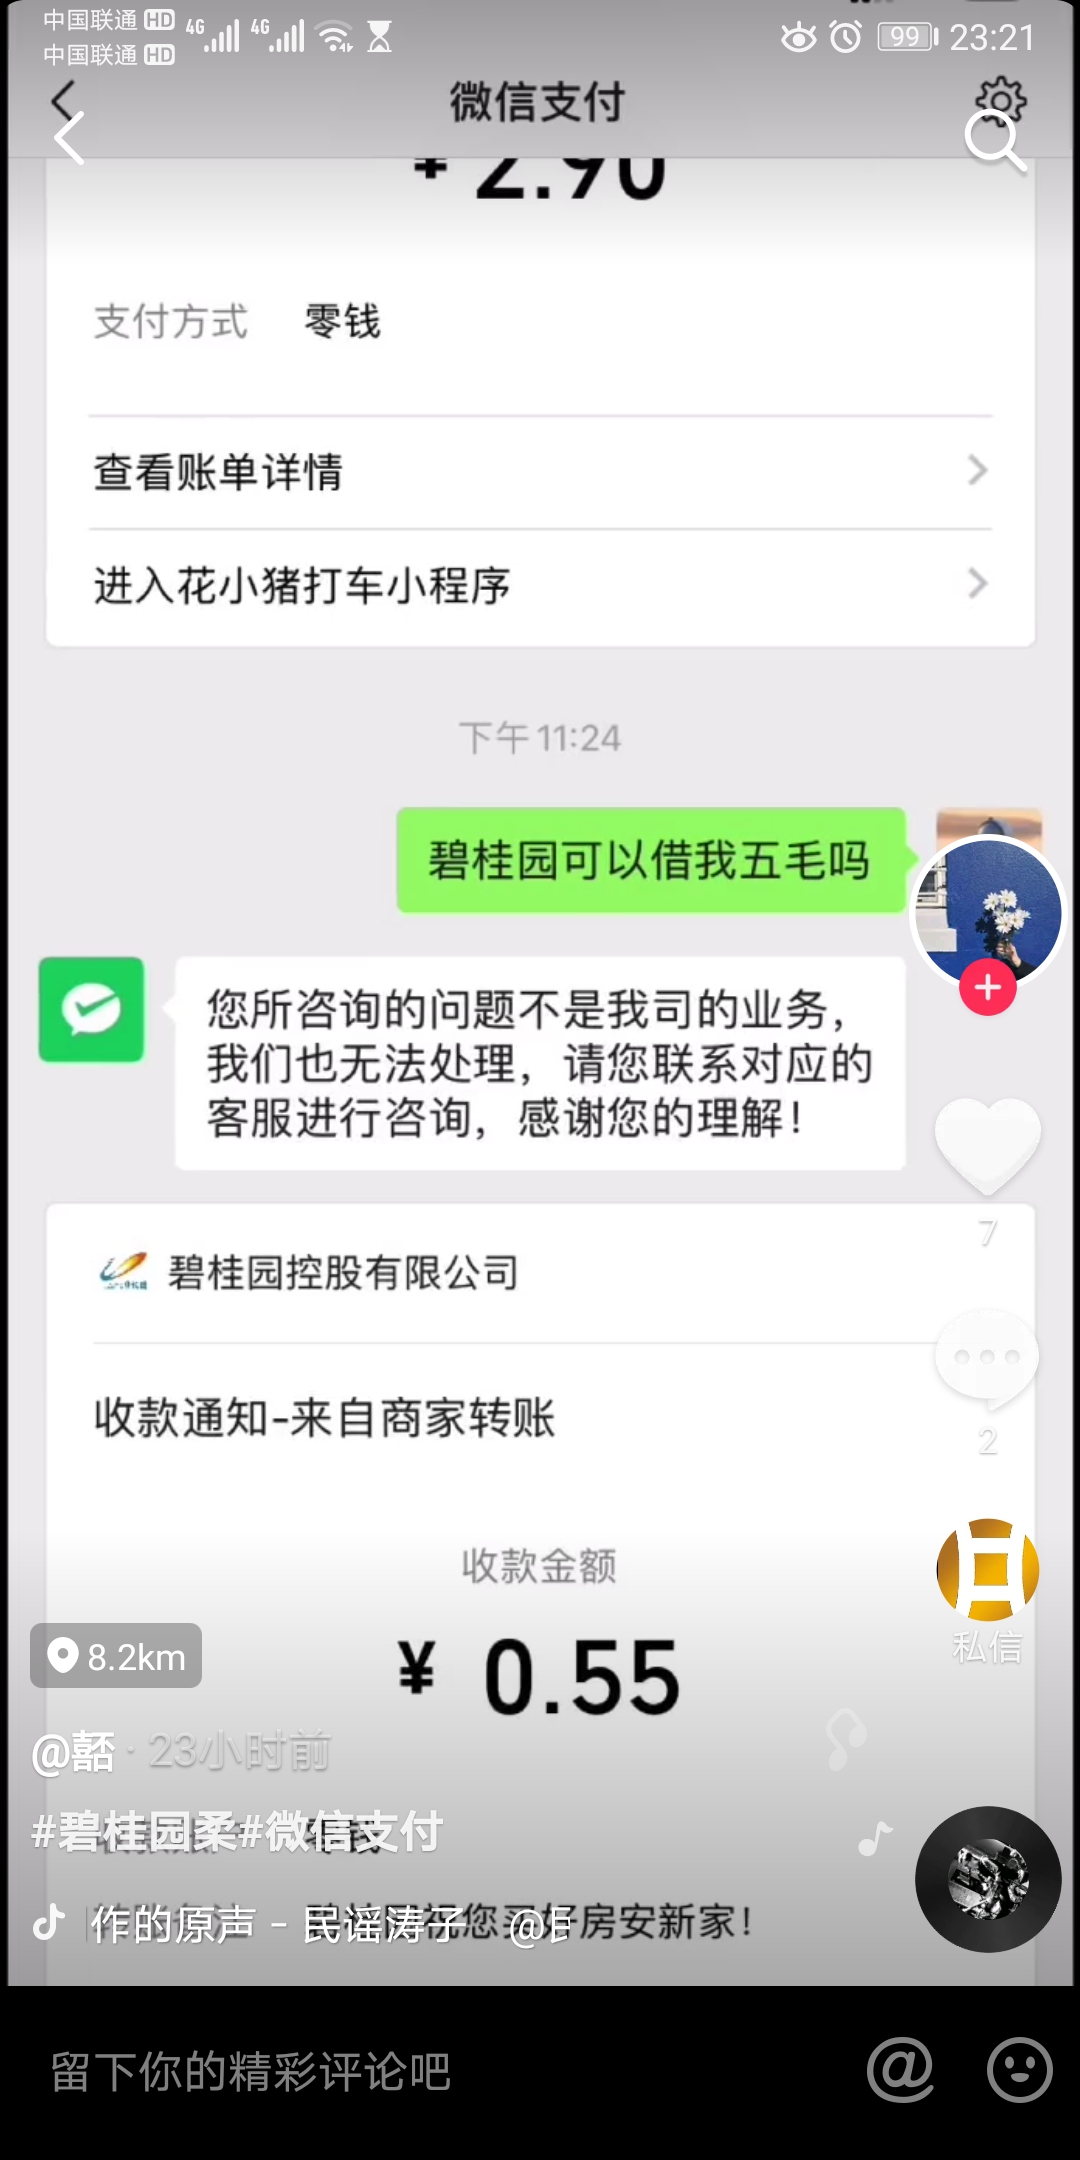 中国联通 HD 4G 4G 99 23:21
中国联通 HD
微信支付
¥ 2.90
支付方式 零钱
查看账单详情
进入花小猪打车小程序
下午 11:24
碧桂园可以借我五毛吗
您所咨询的问题不是我司的业务，
我们也无法处理，请您联系对应的
客服进行咨询，感谢您的理解！
7
碧桂园控股有限公司
收款通知-来自商家转账
2
收款金额
私信
8.2km
¥ 0.55
· 23小时前
#碧桂园柔#微信支付
作的原声 - 民谣涛子
房安新家！
留下你的精彩评论吧